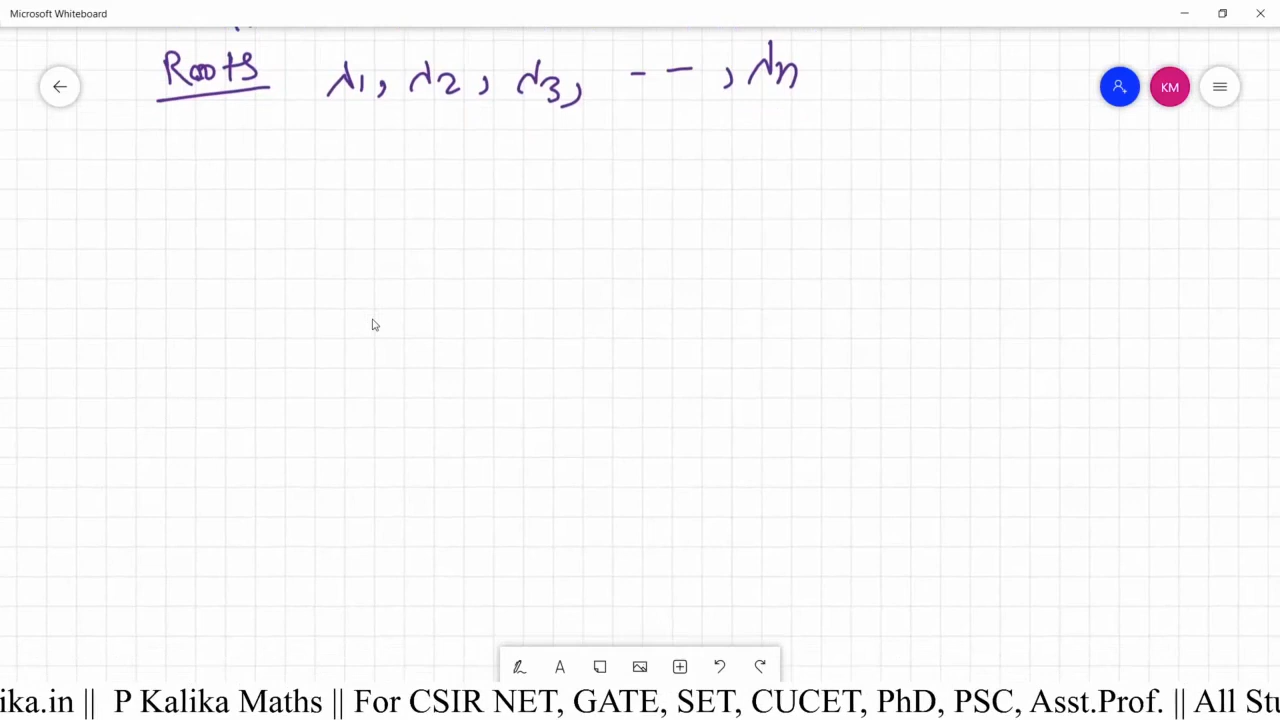 Microsoft Whiteboard
Roots λ1, λ2, λ3, - - , λn
KM
A
ika.in || P Kalika Maths || For CSIR NET, GATE, SET, CUCET, PhD, PSC, Asst.Prof. || All Stu